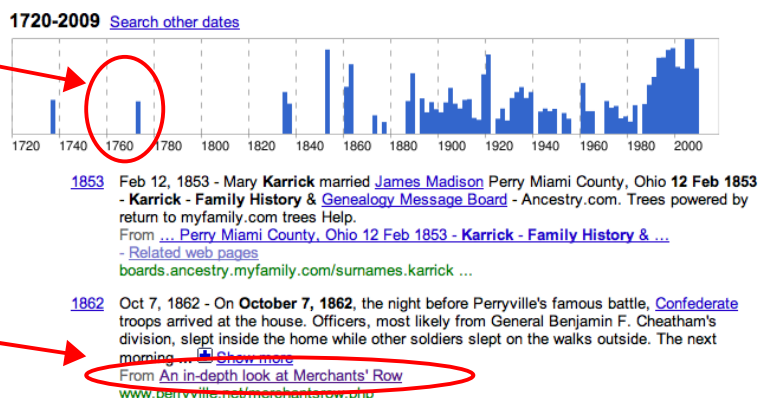 1720-2009 Search other dates
1720 1740 1760 1780 1800 1820 1840 1860 1880 1900 1920 1940 1960 1980 2000
1853 Feb 12, 1853 - Mary Karrick married James Madison Perry Miami County, Ohio 12 Feb 1853
- Karrick - Family History & Genealogy Message Board - Ancestry.com. Trees powered by
return to myfamily.com trees Help.
From ... Perry Miami County, Ohio 12 Feb 1853 - Karrick - Family History & ...
- Related web pages
boards.ancestry.myfamily.com/surnames.karrick ...
1862 Oct 7, 1862 - On October 7, 1862, the night before Perryville's famous battle, Confederate
troops arrived at the house. Officers, most likely from General Benjamin F. Cheatham's
division, slept inside the home while other soldiers slept on the walks outside. The next
morning ... Show more
From An in-depth look at Merchants' Row
www.perryville.net/merchantsrow.php